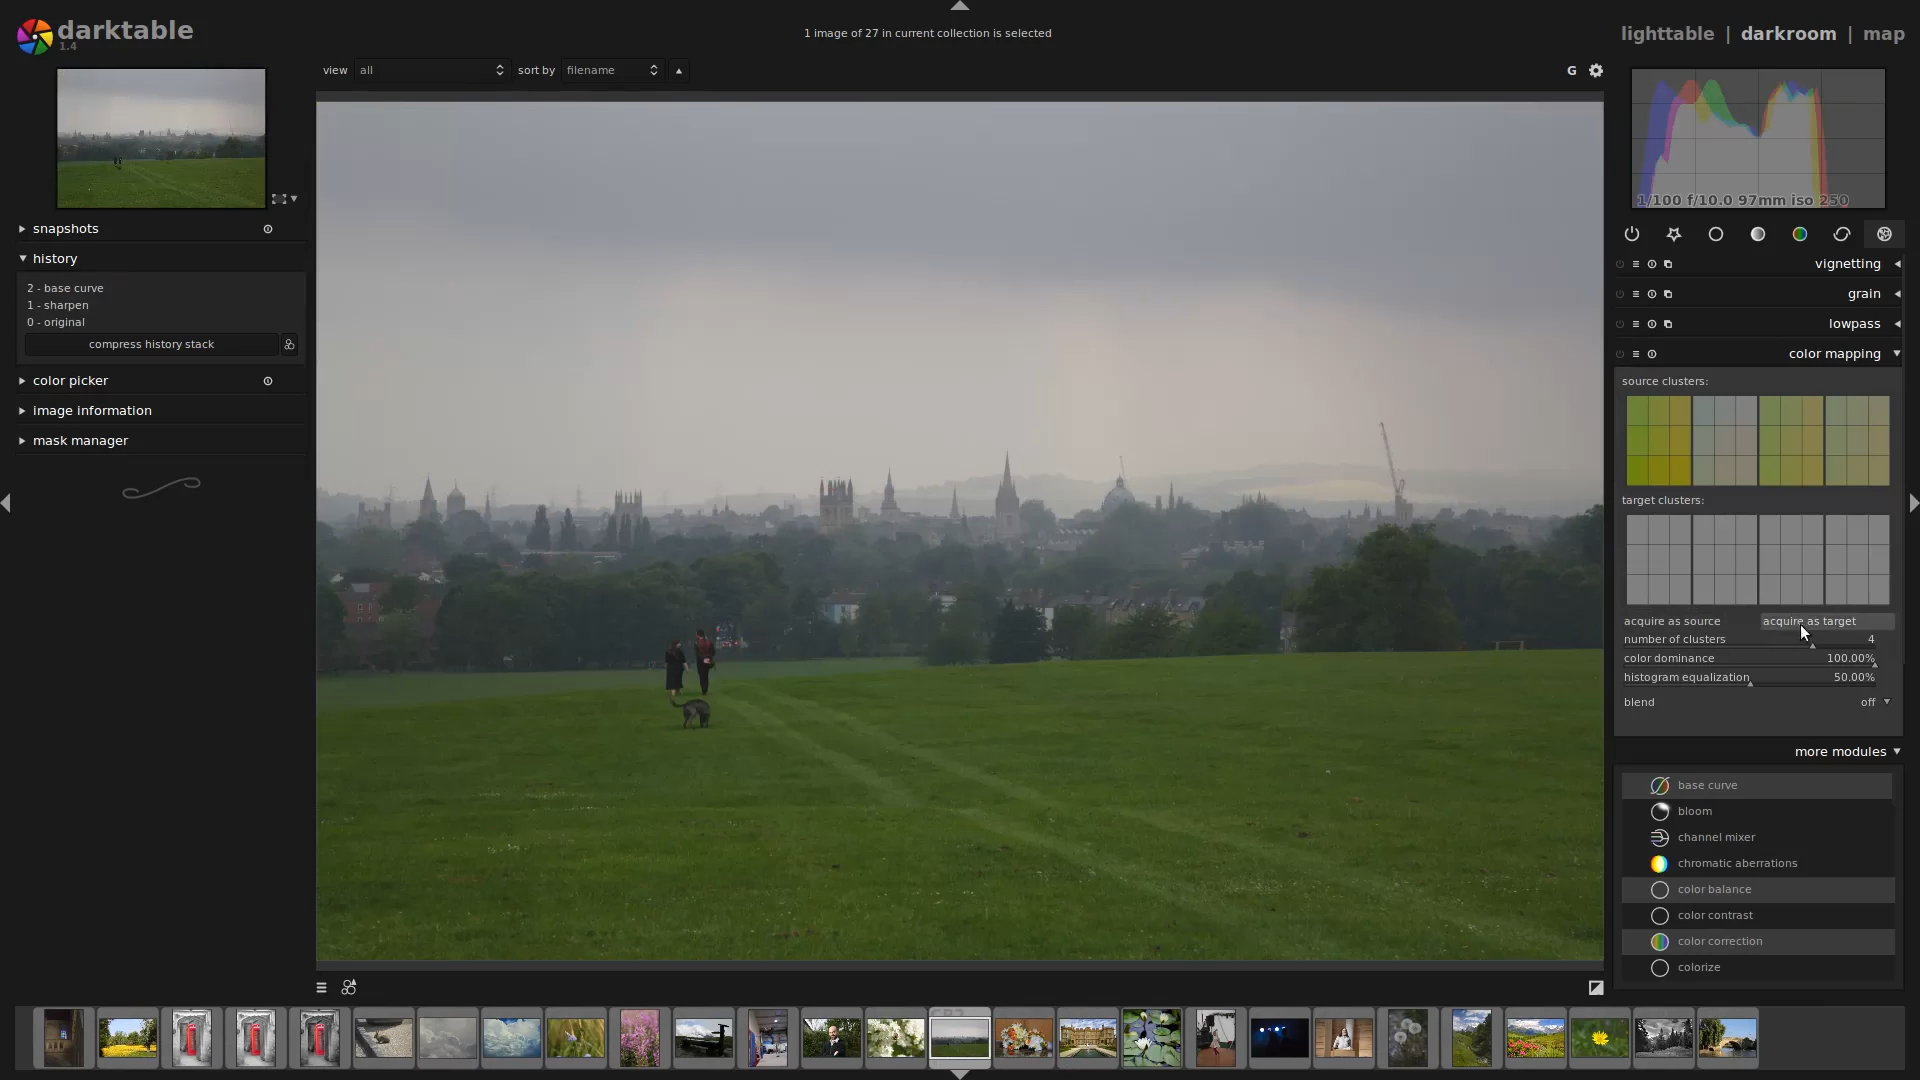 darktable
1.4
1 image of 27 in current collection is selected
lighttable | darkroom | map
view all sort by filename
G
1/100 f/10.0 97mm iso 250
snapshots
history
2 - base curve
1 - sharpen
0 - original
compress history stack
color picker
image information
mask manager
vignetting
grain
lowpass
color mapping
source clusters:
target clusters:
acquire as source acquire as target
number of clusters 4
color dominance 100.00%
histogram equalization 50.00%
blend off
more modules
base curve
bloom
channel mixer
chromatic aberrations
color balance
color contrast
color correction
colorize